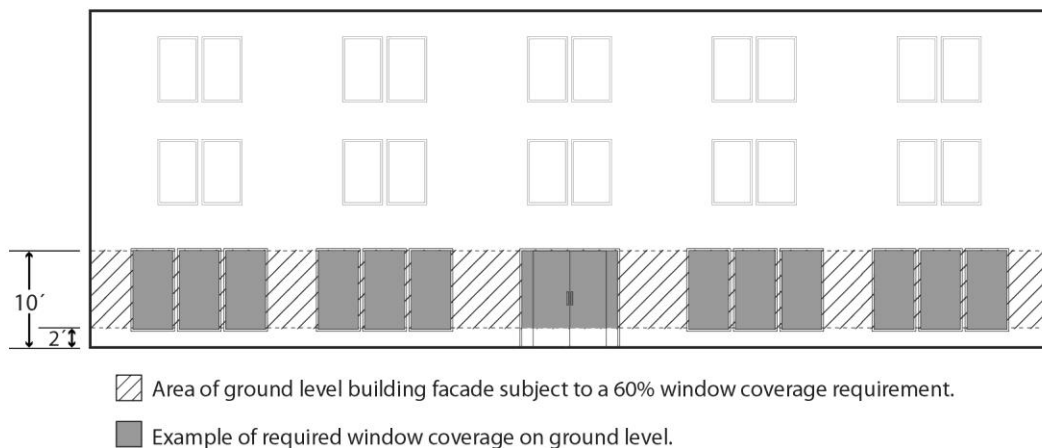 10´
2´
Area of ground level building facade subject to a 60% window coverage requirement.
Example of required window coverage on ground level.